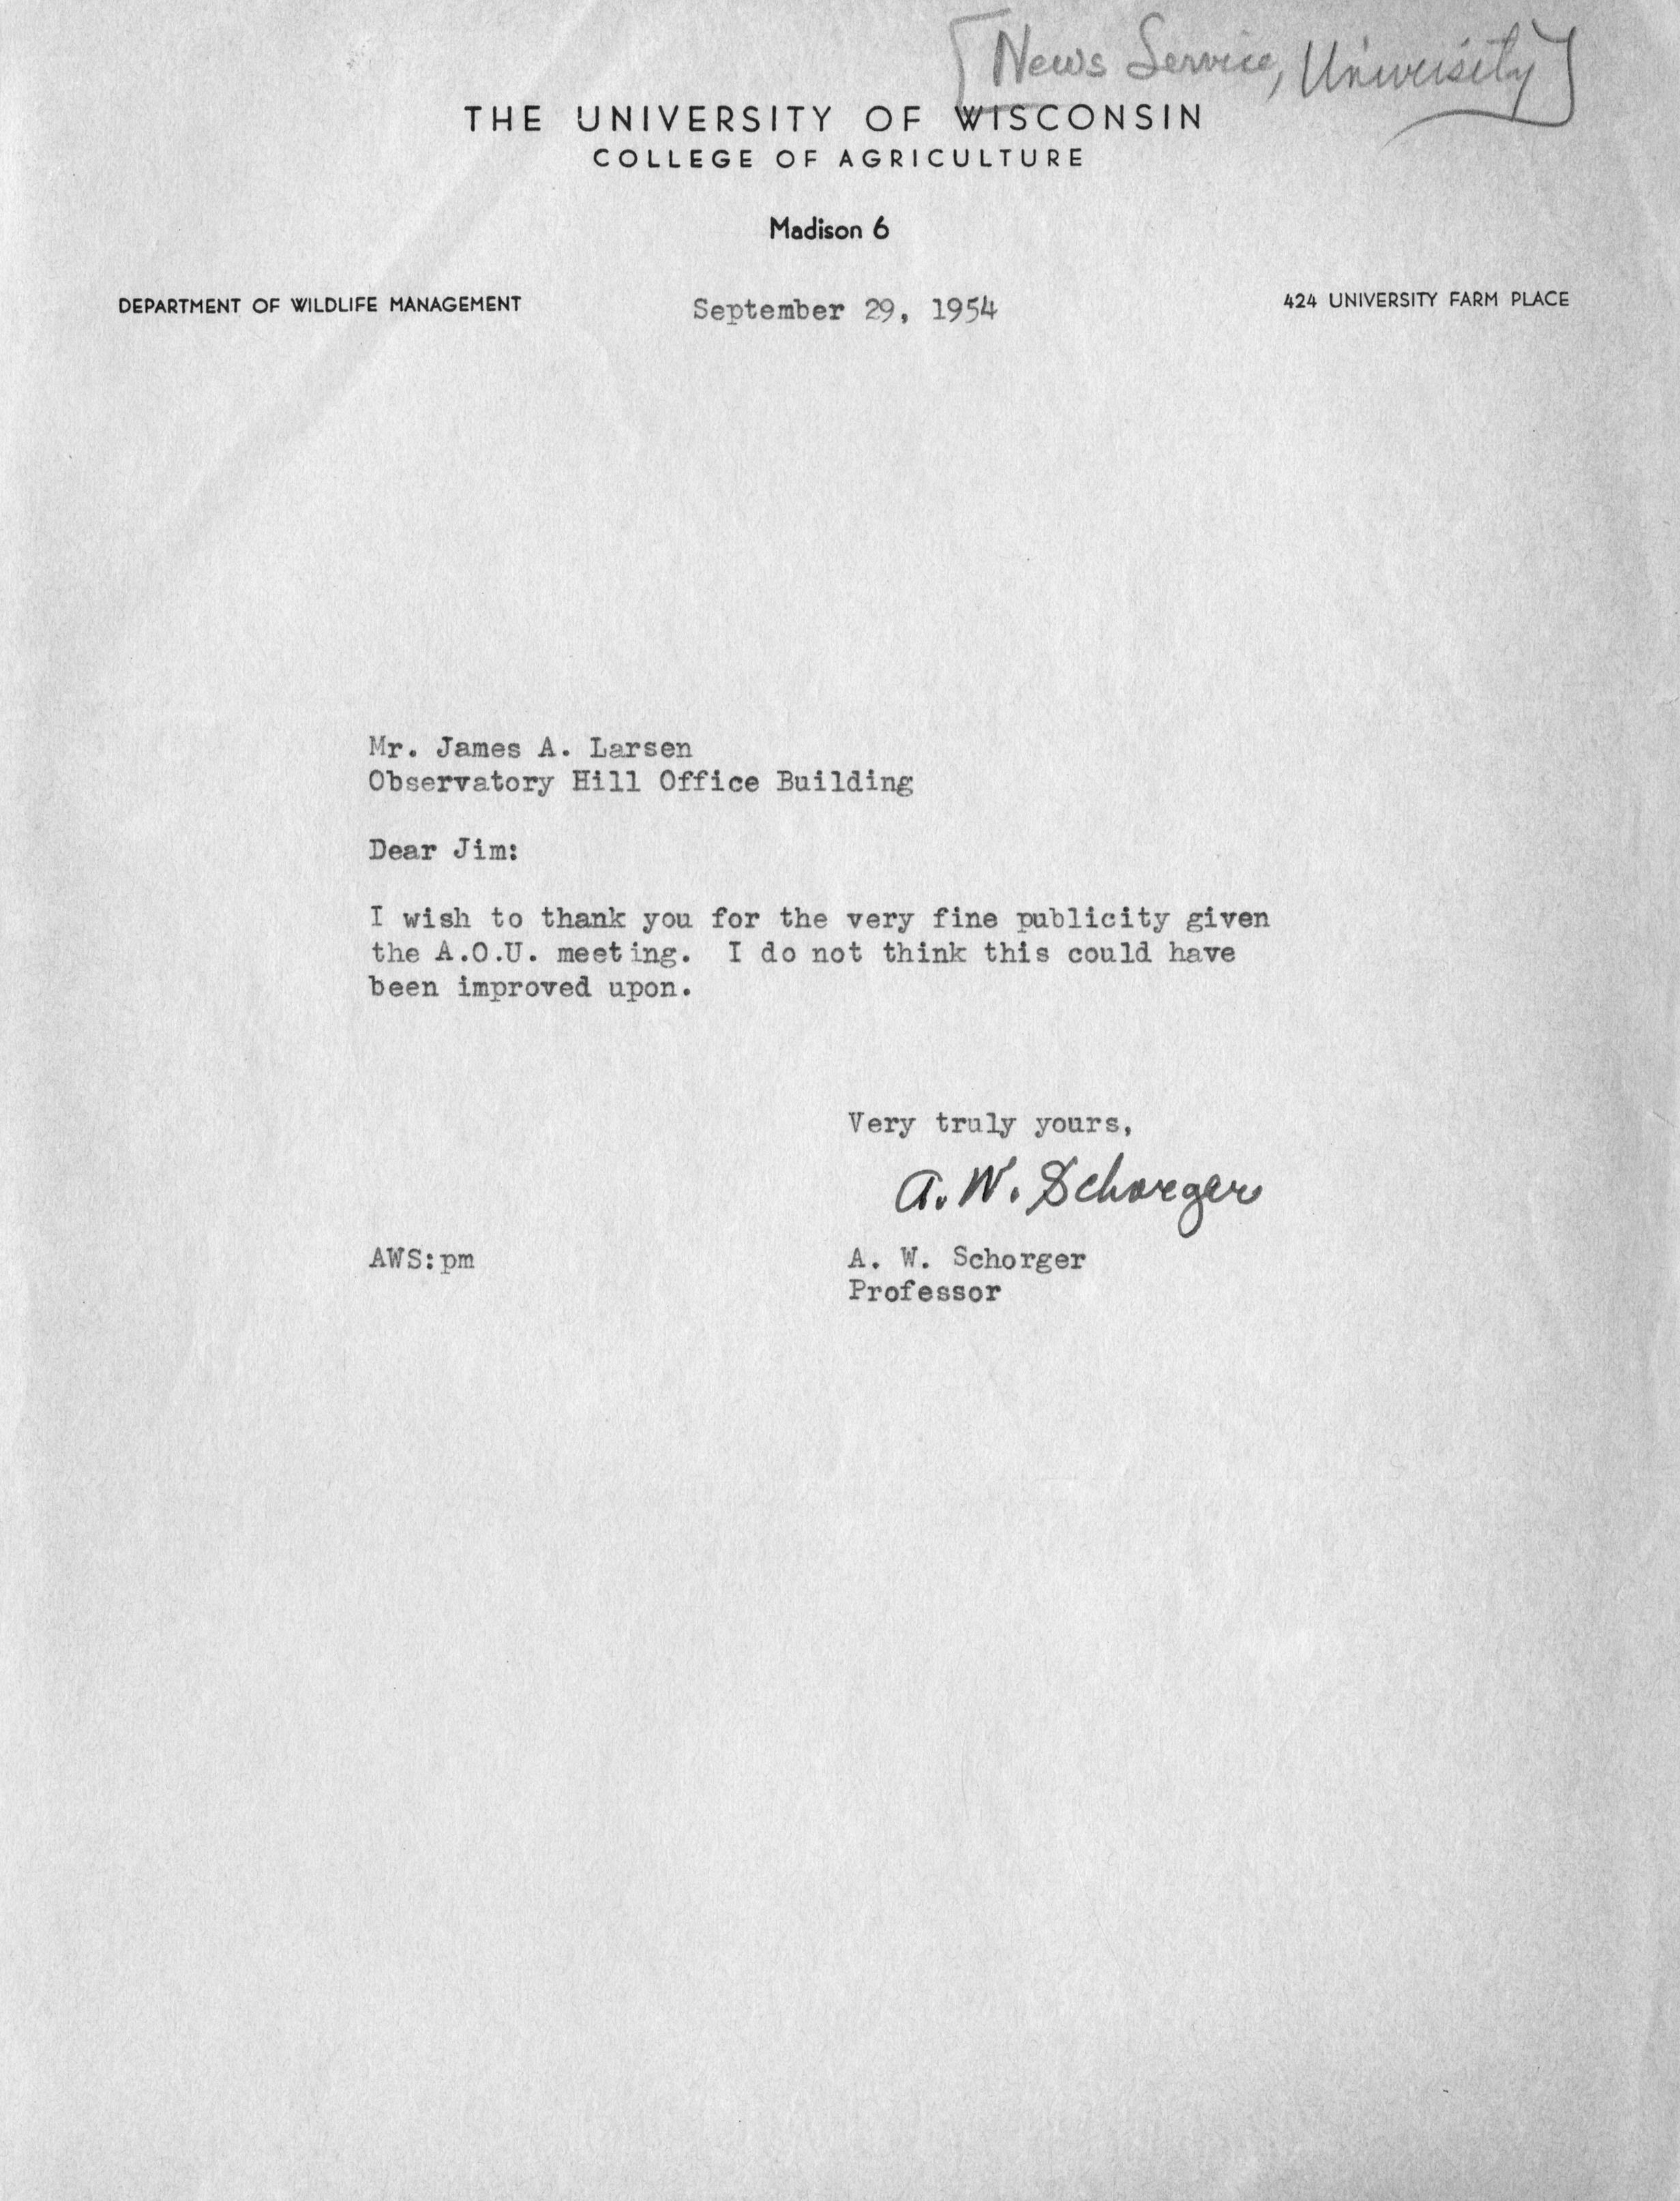 [News Service, University]
THE UNIVERSITY OF WISCONSIN
COLLEGE OF AGRICULTURE
Madison 6
DEPARTMENT OF WILDLIFE MANAGEMENT
September 29, 1954
424 UNIVERSITY FARM PLACE
Mr. James A. Larsen
Observatory Hill Office Building
Dear Jim:
I wish to thank you for the very fine publicity given
the A.O.U. meeting.  I do not think this could have
been improved upon.
Very truly yours,
A. W. Schorger
AWS:pm
A. W. Schorger
Professor